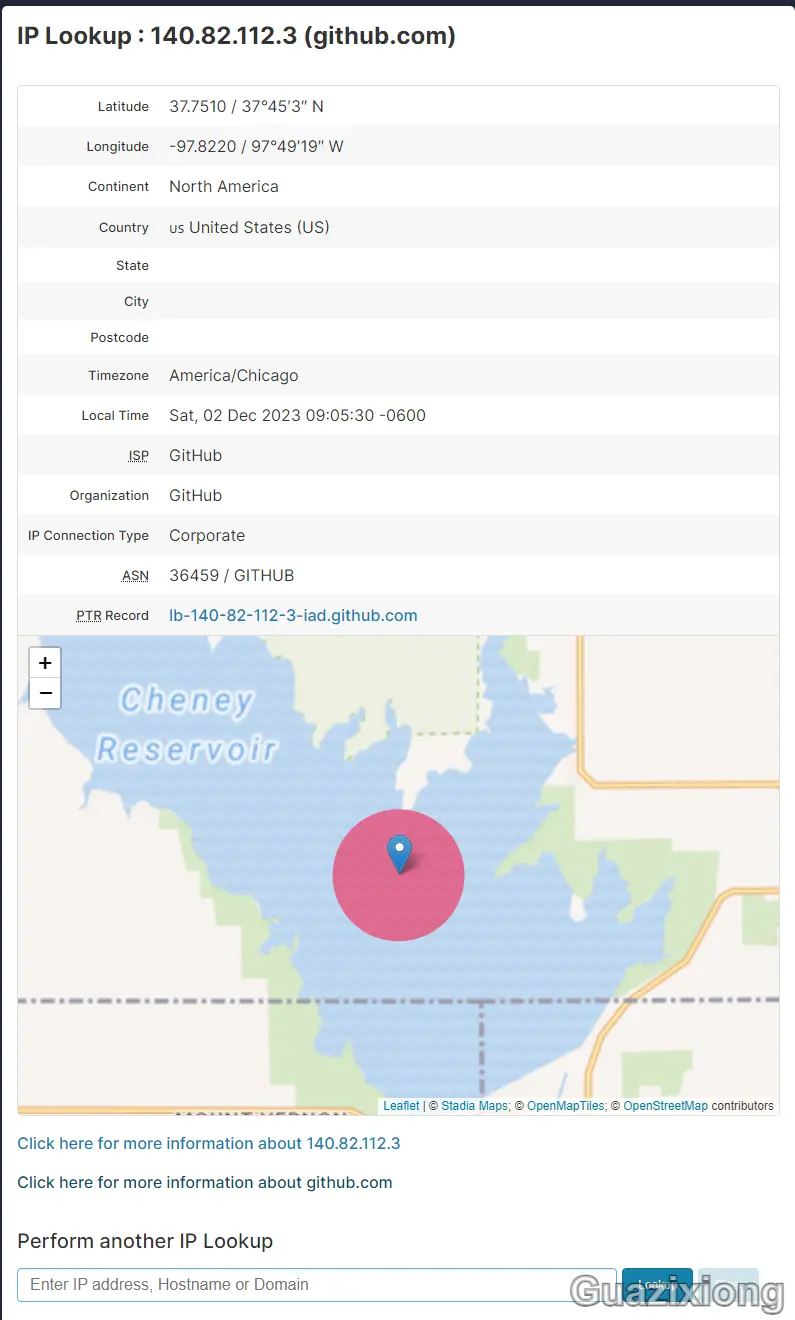 IP Lookup : 140.82.112.3 (github.com)
Latitude 37.7510 / 37°45′3″ N
Longitude -97.8220 / 97°49′19″ W
Continent North America
Country us United States (US)
State
City
Postcode
Timezone America/Chicago
Local Time Sat, 02 Dec 2023 09:05:30 -0600
ISP GitHub
Organization GitHub
IP Connection Type Corporate
ASN 36459 / GITHUB
PTR Record lb-140-82-112-3-iad.github.com
+
−
Cheney
Reservoir
MOUNT VERNON
Leaflet | © Stadia Maps; © OpenMapTiles; © OpenStreetMap contributors
Click here for more information about 140.82.112.3
Click here for more information about github.com
Perform another IP Lookup
Enter IP address, Hostname or Domain
Lookup
Guazixiong